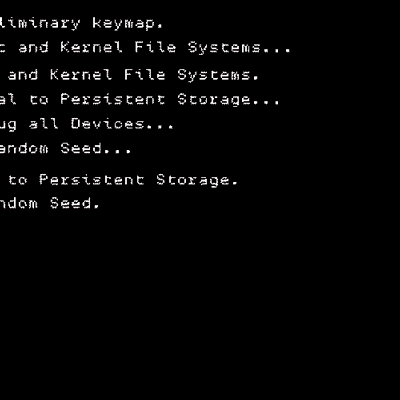 liminary keymap.
t and Kernel File Systems...
and Kernel File Systems.
al to Persistent Storage...
ug all Devices...
andom Seed...
to Persistent Storage.
ndom Seed.